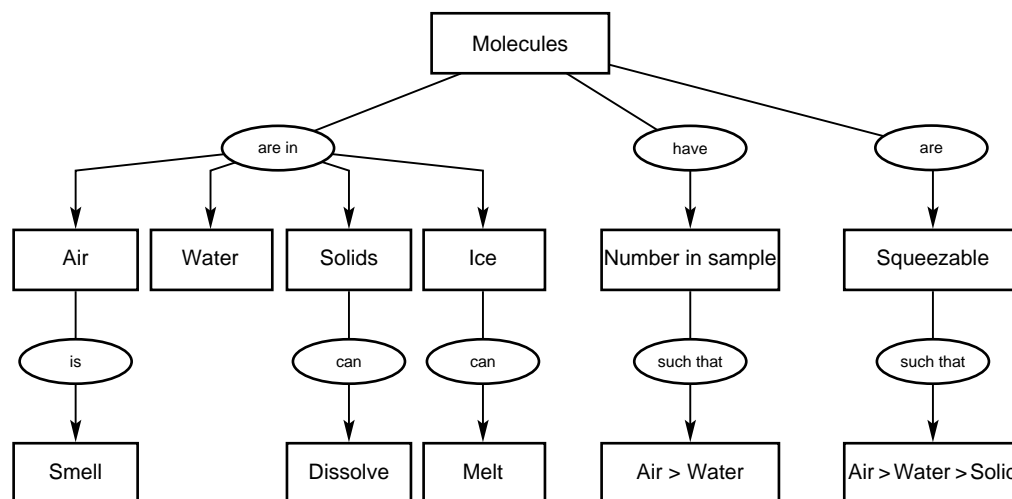 Molecules
are in
have
are
Air
Water
Solids
Ice
Number in sample
Squeezable
is
can
can
such that
such that
Smell
Dissolve
Melt
Air > Water
Air > Water > Solid